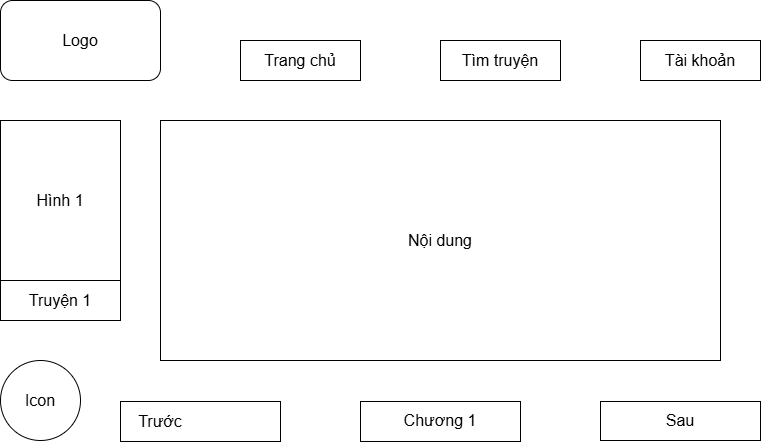 Logo
Trang chủ
Tìm truyện
Tài khoản
Hình 1
Nội dung
Truyện 1
Icon
Trước
Chương 1
Sau